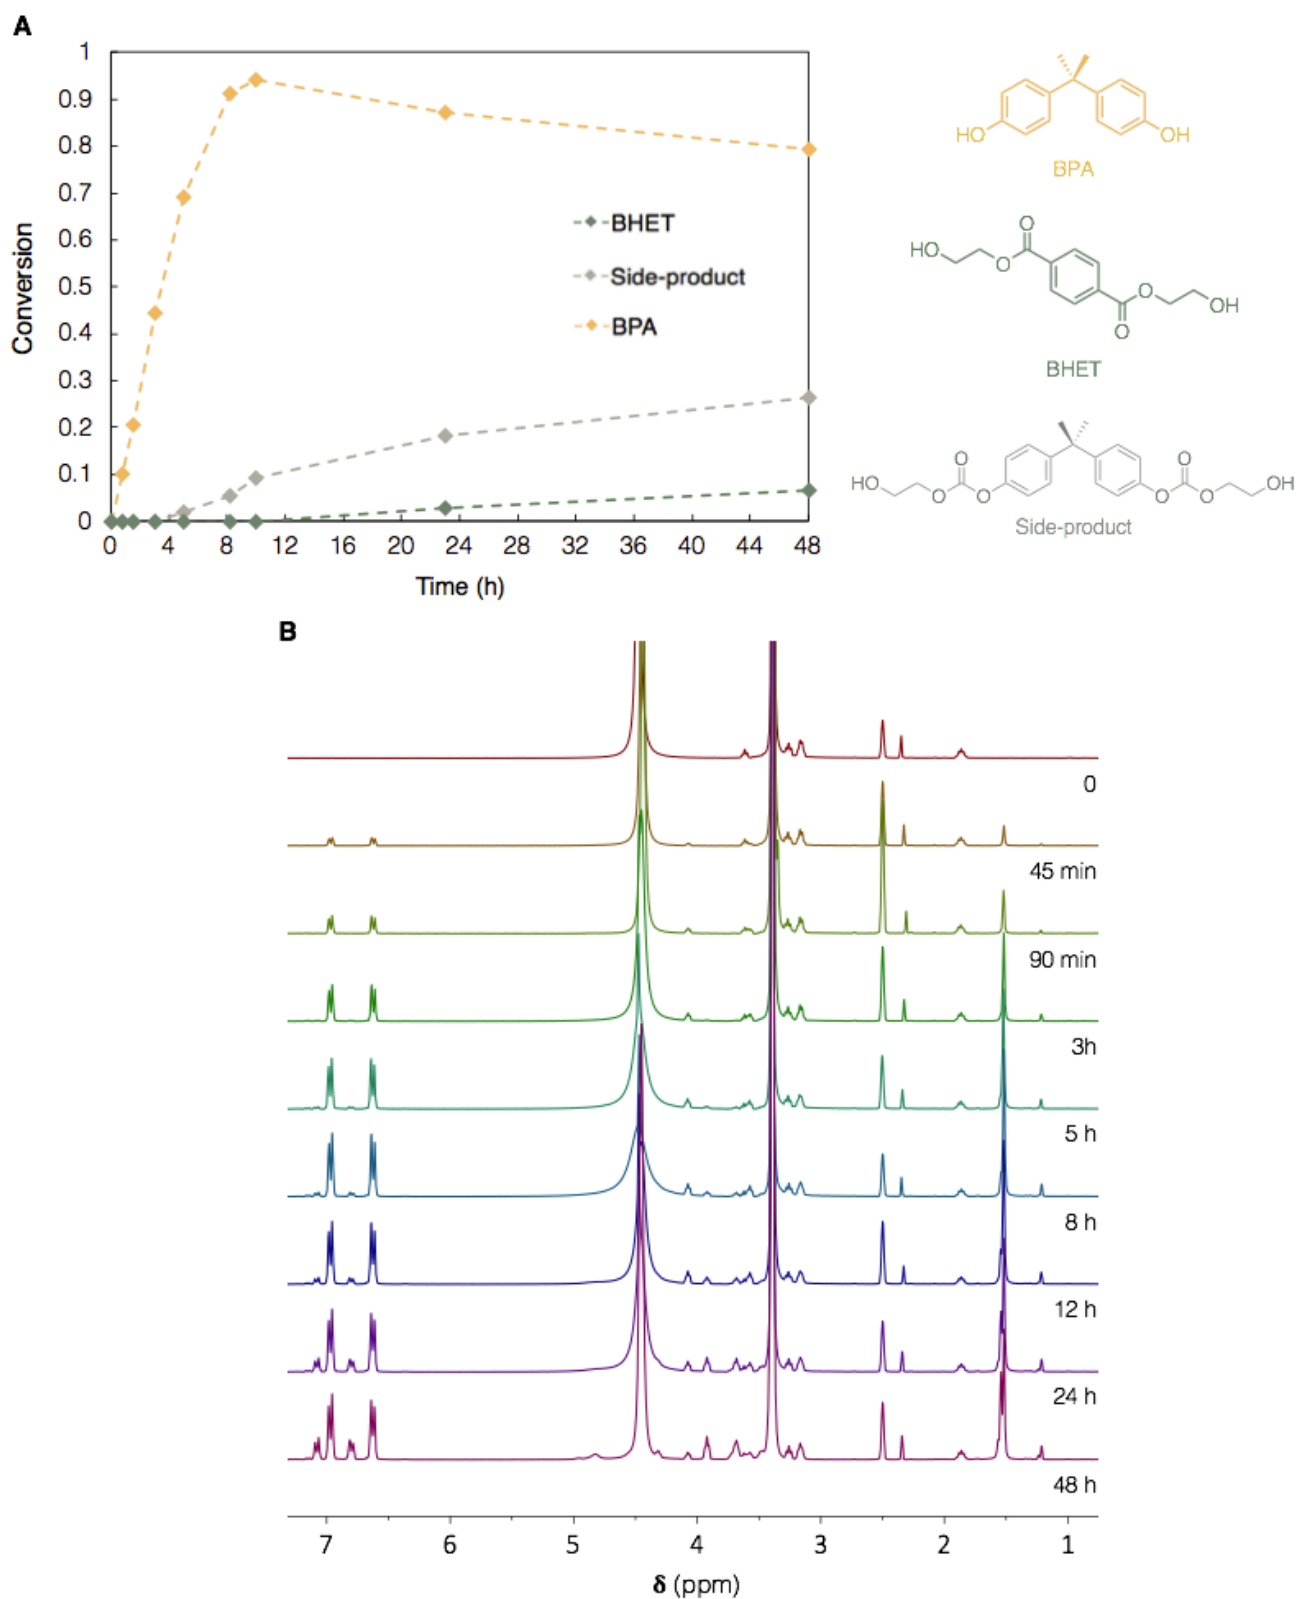 A
1
0.9
0.8
0.7
0.6
0.5
0.4
0.3
0.2
0.1
0
Conversion
0 4 8 12 16 20 24 28 32 36 40 44 48
Time (h)
BHET
Side-product
BPA
HO OH
BPA
HO O O O O OH
BHET
HO O O O O O O OH
Side-product
B
0
45 min
90 min
3h
5 h
8 h
12 h
24 h
48 h
7 6 5 4 3 2 1
δ (ppm)